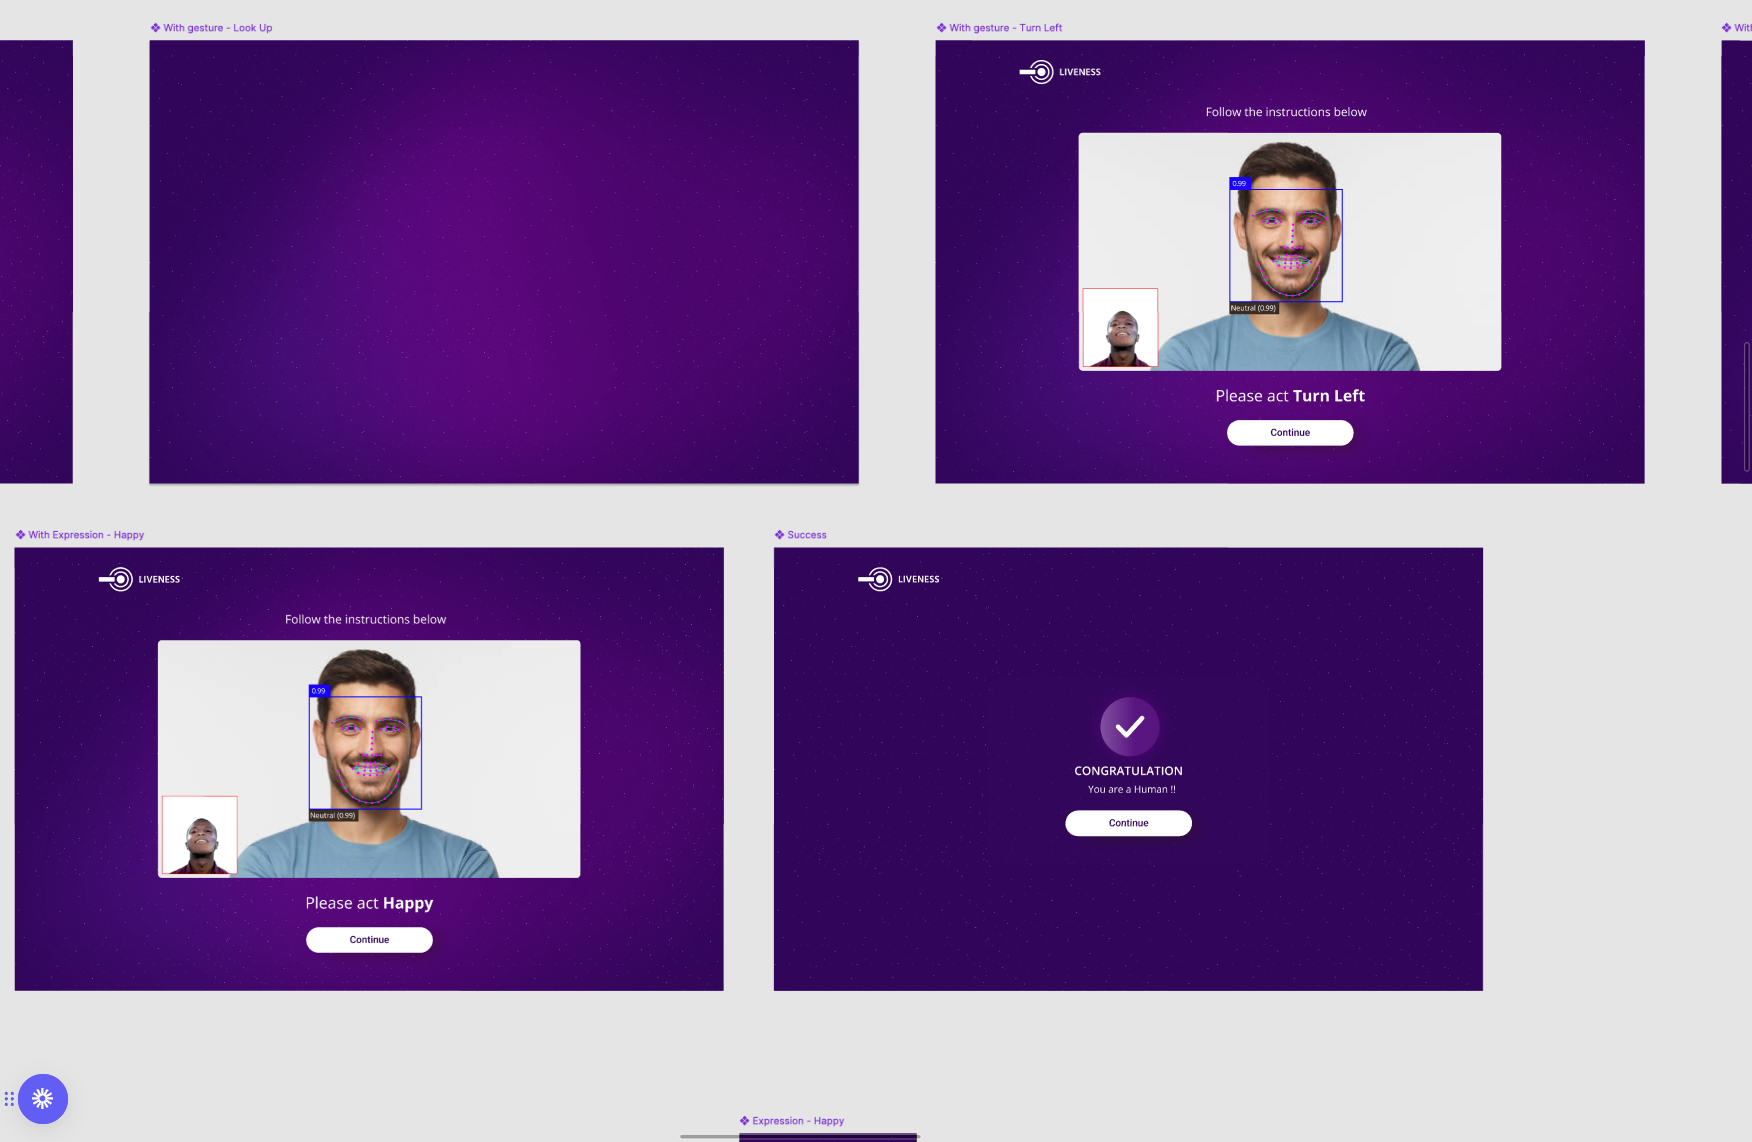 With gesture - Look Up
With gesture - Turn Left
With
LIVENESS
Follow the instructions below
0.99
Neutral (0.99)
Please act Turn Left
Continue
With Expression - Happy
Success
LIVENESS
Follow the instructions below
0.99
Neutral (0.99)
Please act Happy
Continue
LIVENESS
CONGRATULATION
You are a Human !!
Continue
Expression - Happy